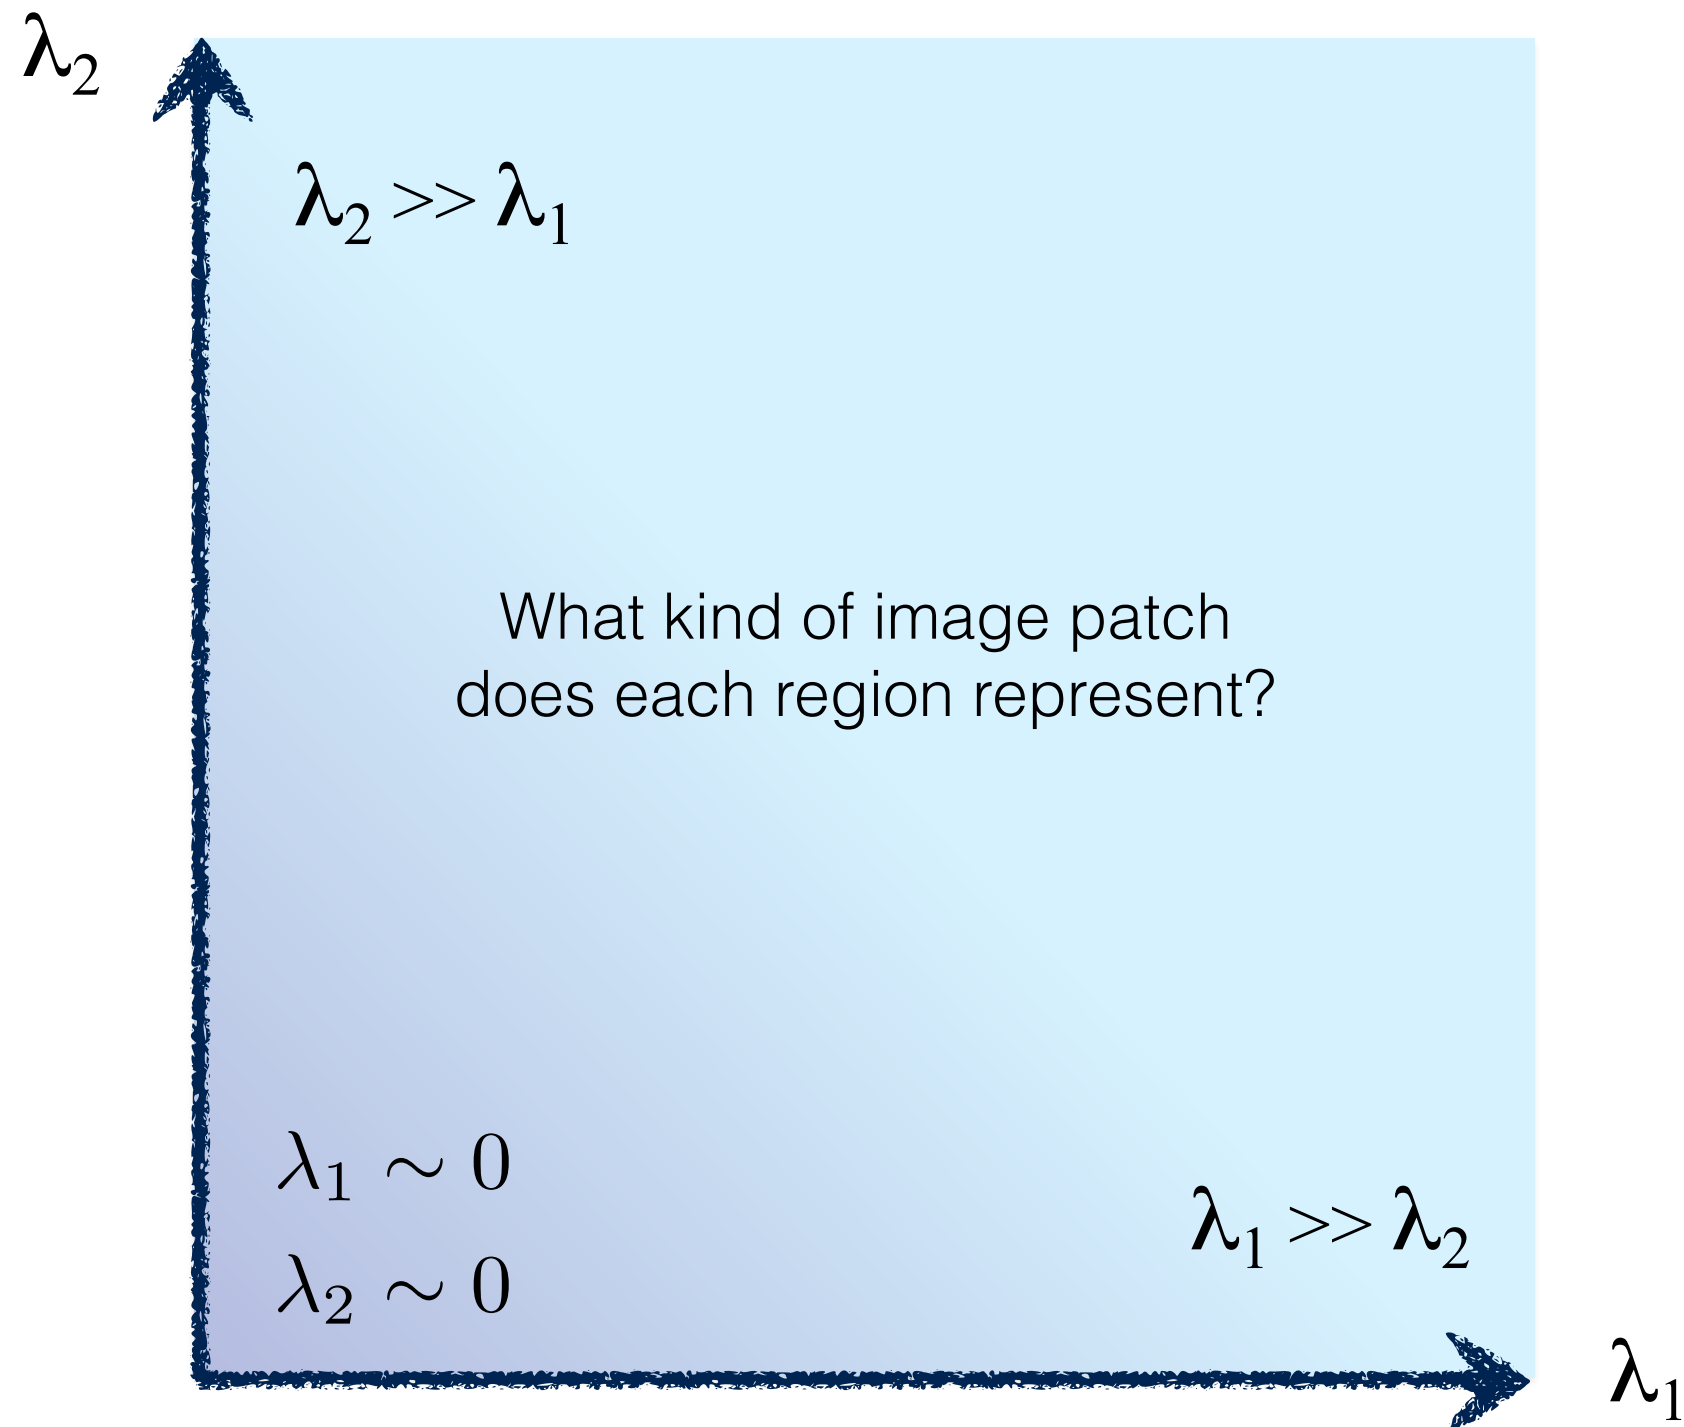 λ₂
λ₂ >> λ₁
What kind of image patch
does each region represent?
λ₁ ∼ 0
λ₁ >> λ₂
λ₂ ∼ 0
λ₁